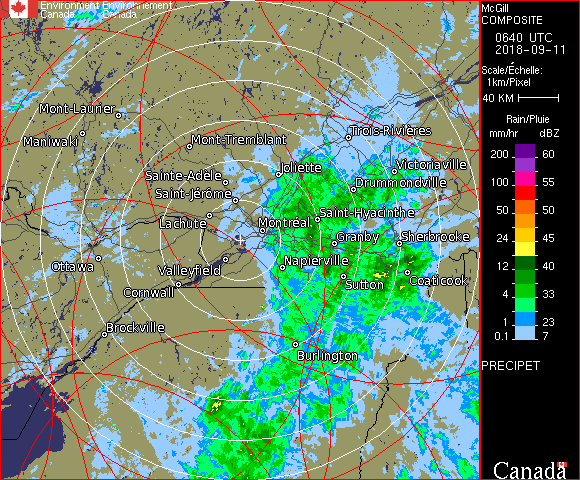 Environment Environnement
Canada Canada
McGill
COMPOSITE
0640 UTC
2018-09-11
Scale/Échelle:
1km/Pixel
40 KM
Rain/Pluie
mm/hr dBZ
200 60
150 55
100 55
50 50
24 45
12 40
4 33
1 23
0.1 7
PRECIPET
Canada
Mont-Laurier
Maniwaki
Mont-Tremblant
Trois-Rivières
Sainte-Adèle
Joliette
Victoriaville
Saint-Jérôme
Drummondville
Lachute
Saint-Hyacinthe
Montréal
Granby
Sherbrooke
Ottawa
Valleyfield
Napierville
Cornwall
Sutton
Coaticook
Brockville
Burlington